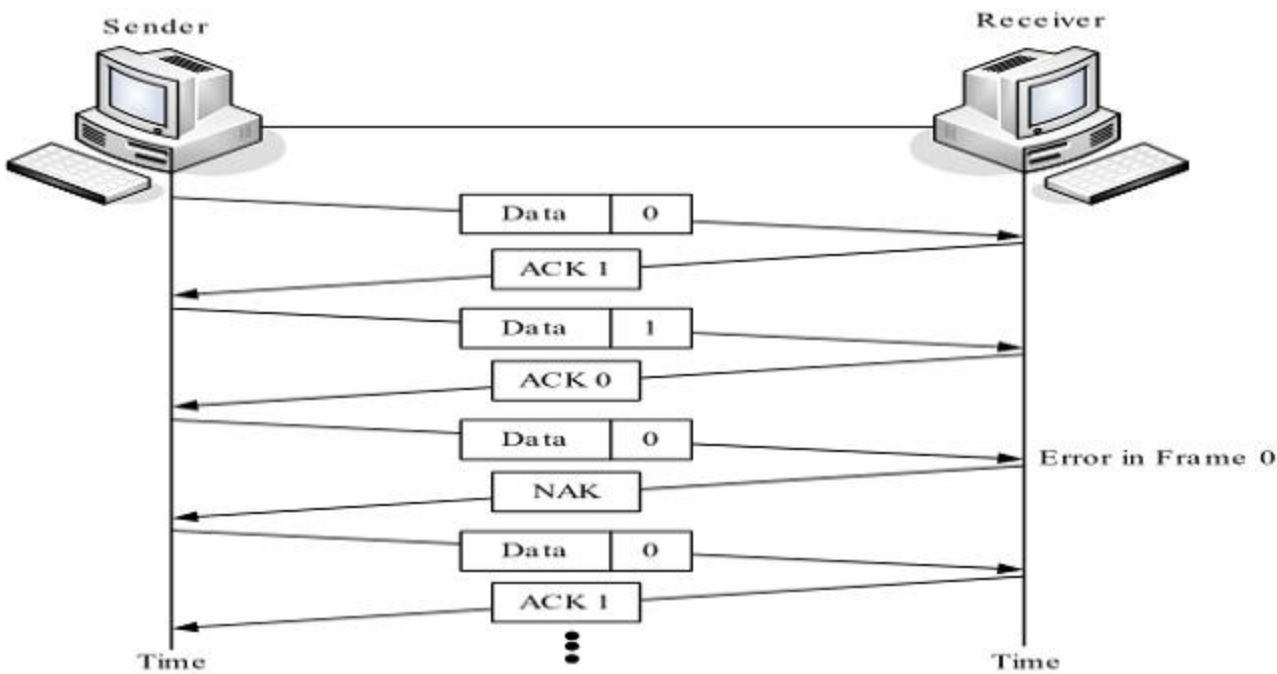 Sender
Receiver
Data 0
ACK 1
Data 1
ACK 0
Data 0
Error in Frame 0
NAK
Data 0
ACK 1
Time
Time